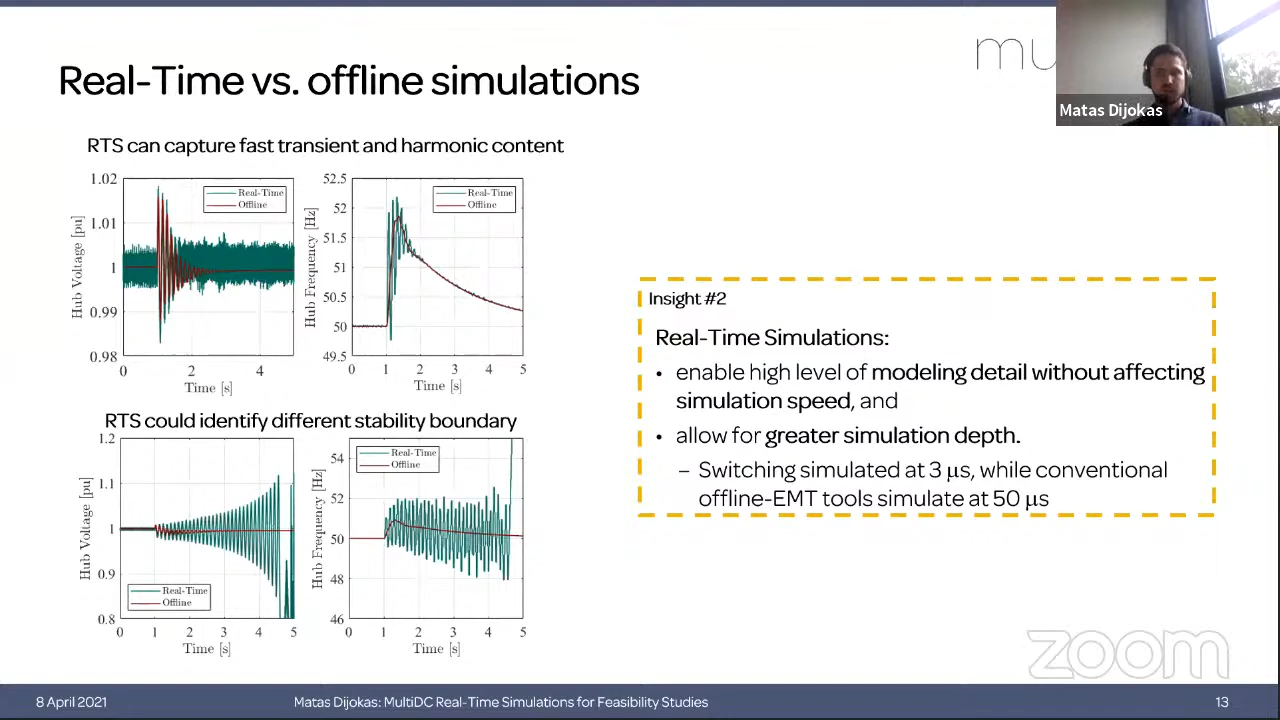 Real-Time vs. offline simulations
mu
Matas Dijokas
RTS can capture fast transient and harmonic content
1.02
1.01
1
0.99
0.98
Hub Voltage [pu]
Real-Time
Offline
0
2
4
Time [s]
52.5
52
51.5
51
50.5
50
49.5
Hub Frequency [Hz]
Real-Time
Offline
0
1
2
3
4
5
Time [s]
RTS could identify different stability boundary
1.2
1.1
1
0.9
0.8
Hub Voltage [pu]
Real-Time
Offline
0
1
2
3
4
5
Time [s]
54
52
50
48
46
Hub Frequency [Hz]
Real-Time
Offline
0
1
2
3
4
5
Time [s]
Insight #2
Real-Time Simulations:
• enable high level of modeling detail without affecting
simulation speed, and
• allow for greater simulation depth.
– Switching simulated at 3 μs, while conventional
offline-EMT tools simulate at 50 μs
zoom
8 April 2021
Matas Dijokas: MultiDC Real-Time Simulations for Feasibility Studies
13